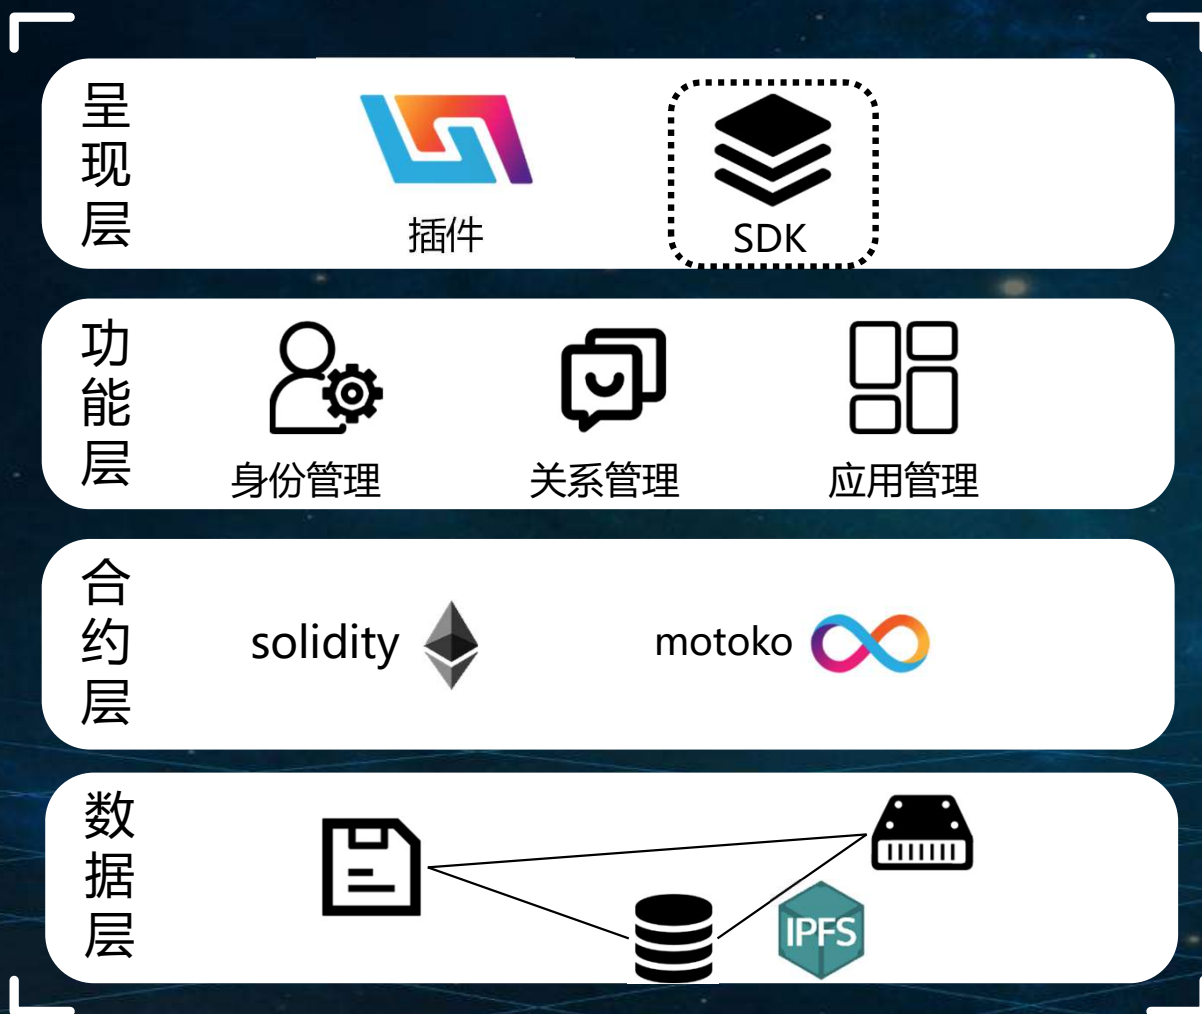 呈现层
插件
SDK
功能层
身份管理
关系管理
应用管理
合约层
solidity
motoko
数据层
IPFS